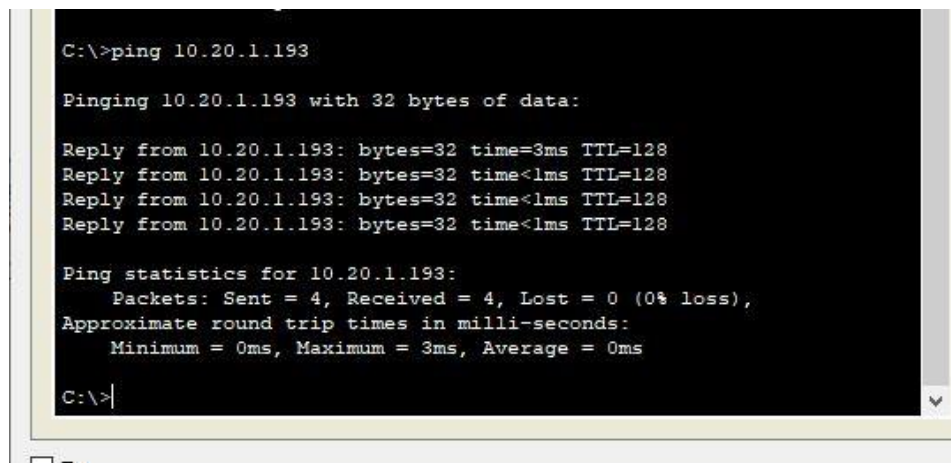 C:\>ping 10.20.1.193
Pinging 10.20.1.193 with 32 bytes of data:
Reply from 10.20.1.193: bytes=32 time=3ms TTL=128
Reply from 10.20.1.193: bytes=32 time<1ms TTL=128
Reply from 10.20.1.193: bytes=32 time<1ms TTL=128
Reply from 10.20.1.193: bytes=32 time<1ms TTL=128
Ping statistics for 10.20.1.193:
Packets: Sent = 4, Received = 4, Lost = 0 (0% loss),
Approximate round trip times in milli-seconds:
Minimum = 0ms, Maximum = 3ms, Average = 0ms
C:\>